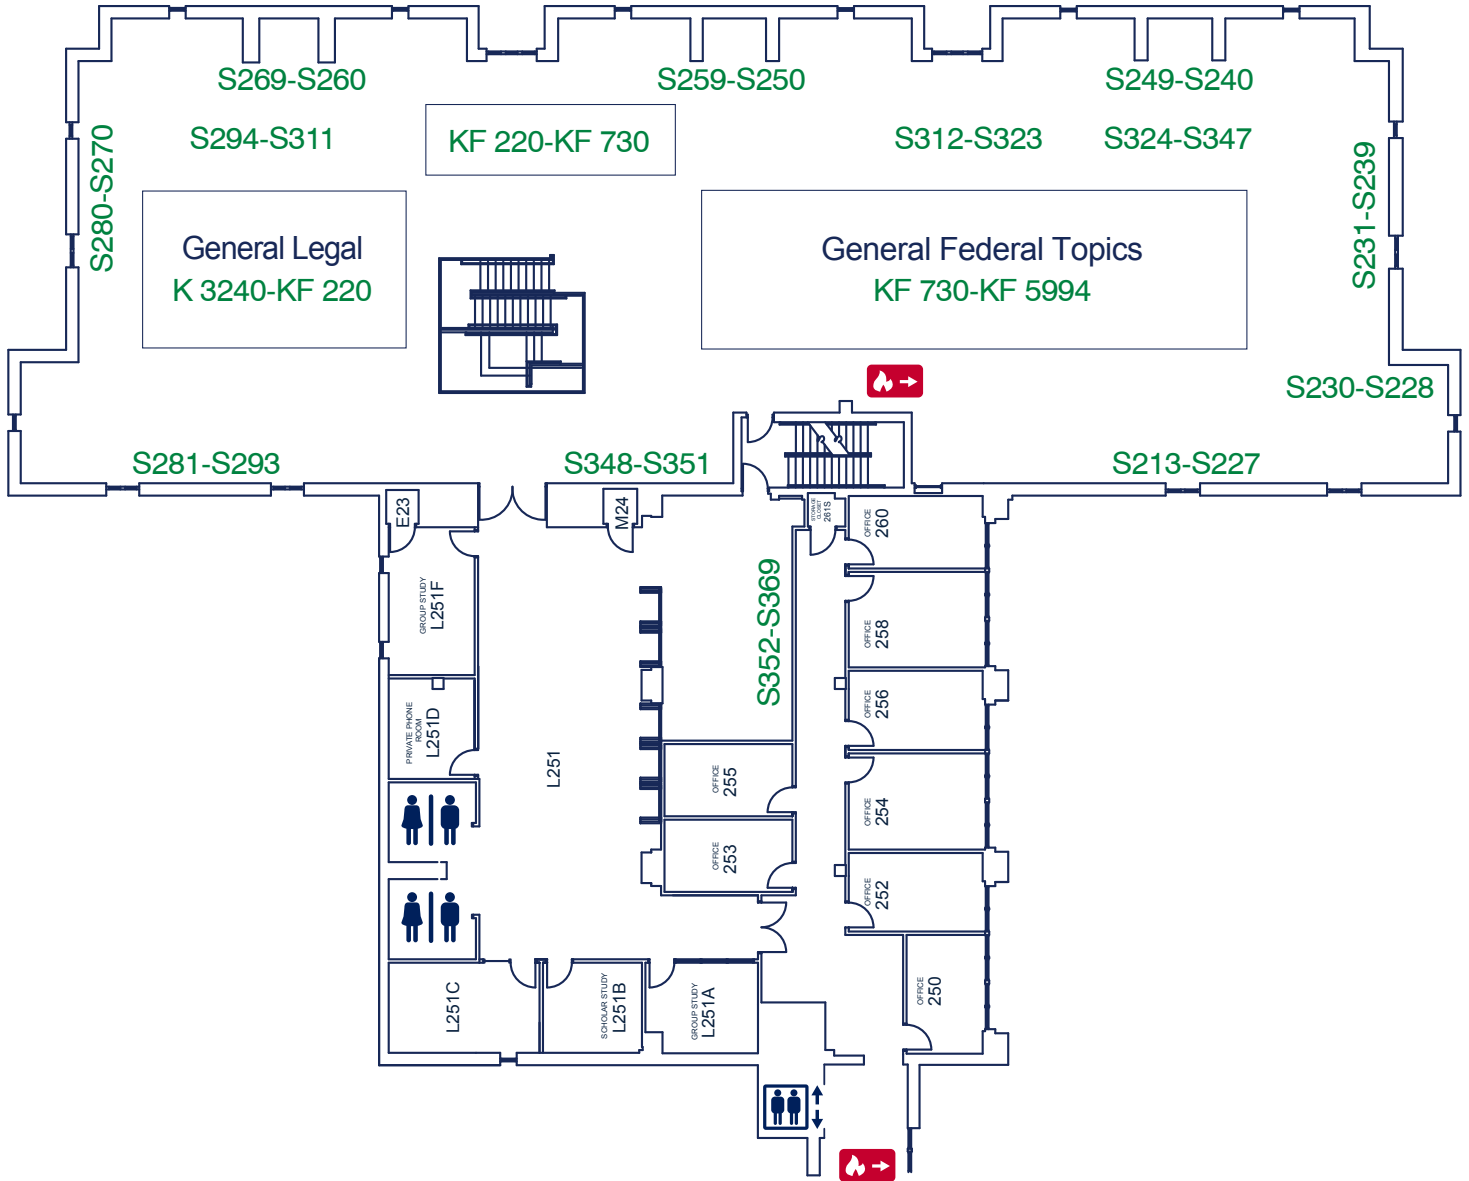 S269-S260
S259-S250
S249-S240
S294-S311
KF 220-KF 730
S312-S323
S324-S347
S280-S270
S231-S239
General Legal
K 3240-KF 220
General Federal Topics
KF 730-KF 5994
S230-S228
S281-S293
S348-S351
S213-S227
E23
M24
STORAGE
CLOSET
261S
OFFICE
260
GROUP STUDY
L251F
S352-S369
OFFICE
258
PRIVATE PHONE
ROOM
L251D
OFFICE
256
L251
OFFICE
255
OFFICE
254
OFFICE
253
OFFICE
252
L251C
SCHOLAR STUDY
L251B
GROUP STUDY
L251A
OFFICE
250